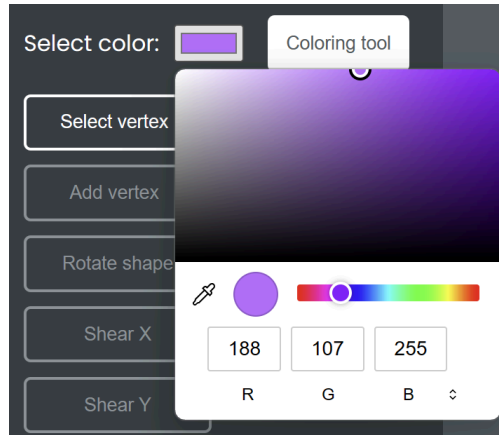 Select color:
Coloring tool
Select vertex
Add vertex
Rotate shape
Shear X
Shear Y
188 107 255
R G B